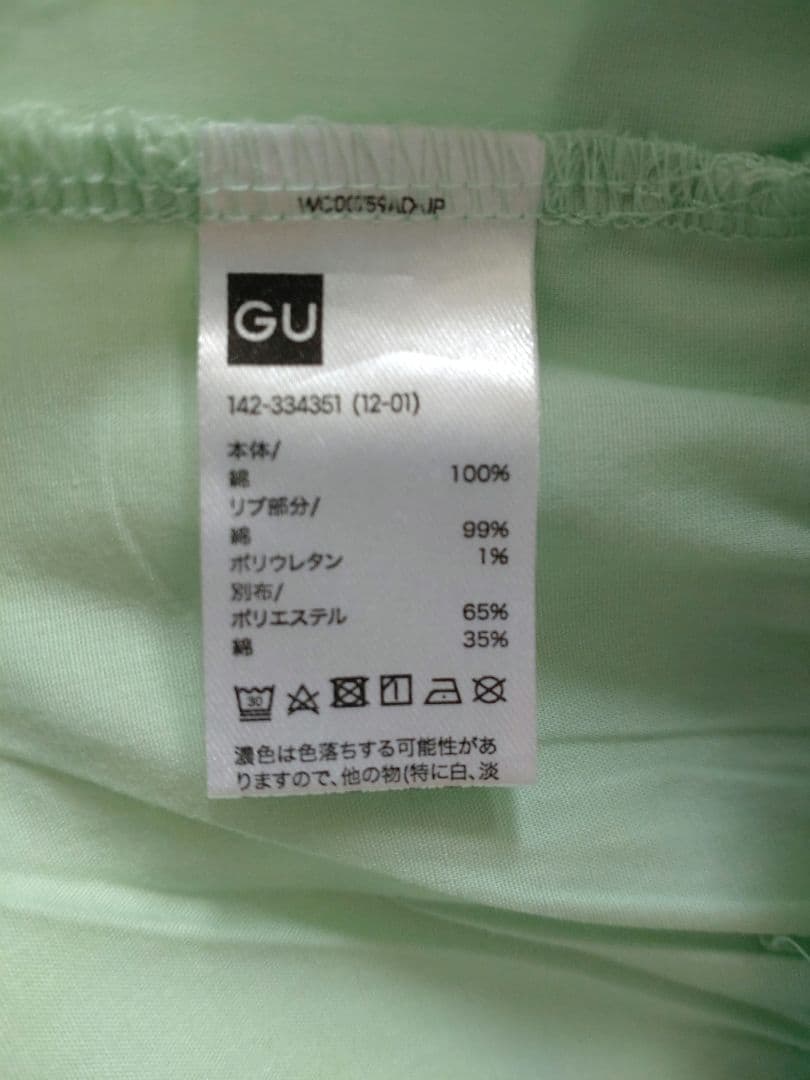 GU
142-334351 (12-01)
本体/
綿 100%
リブ部分/
綿 99%
ポリウレタン 1%
別布/
ポリエステル 65%
綿 35%
30
濃色は色落ちする可能性があ
りますので、他の物(特に白、淡